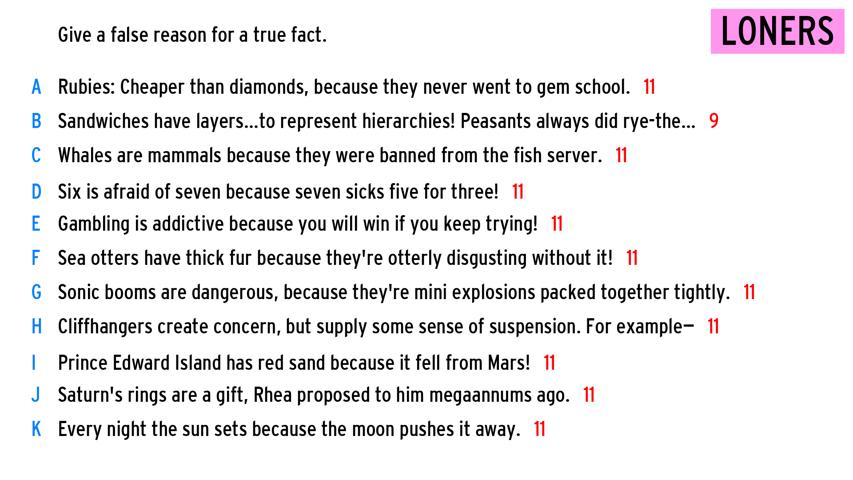 Give a false reason for a true fact.
LONERS
A Rubies: Cheaper than diamonds, because they never went to gem school. 11
B Sandwiches have layers...to represent hierarchies! Peasants always did rye-the... 9
C Whales are mammals because they were banned from the fish server. 11
D Six is afraid of seven because seven sicks five for three! 11
E Gambling is addictive because you will win if you keep trying! 11
F Sea otters have thick fur because they're otterly disgusting without it! 11
G Sonic booms are dangerous, because they're mini explosions packed together tightly. 11
H Cliffhangers create concern, but supply some sense of suspension. For example— 11
I Prince Edward Island has red sand because it fell from Mars! 11
J Saturn's rings are a gift, Rhea proposed to him megaannums ago. 11
K Every night the sun sets because the moon pushes it away. 11